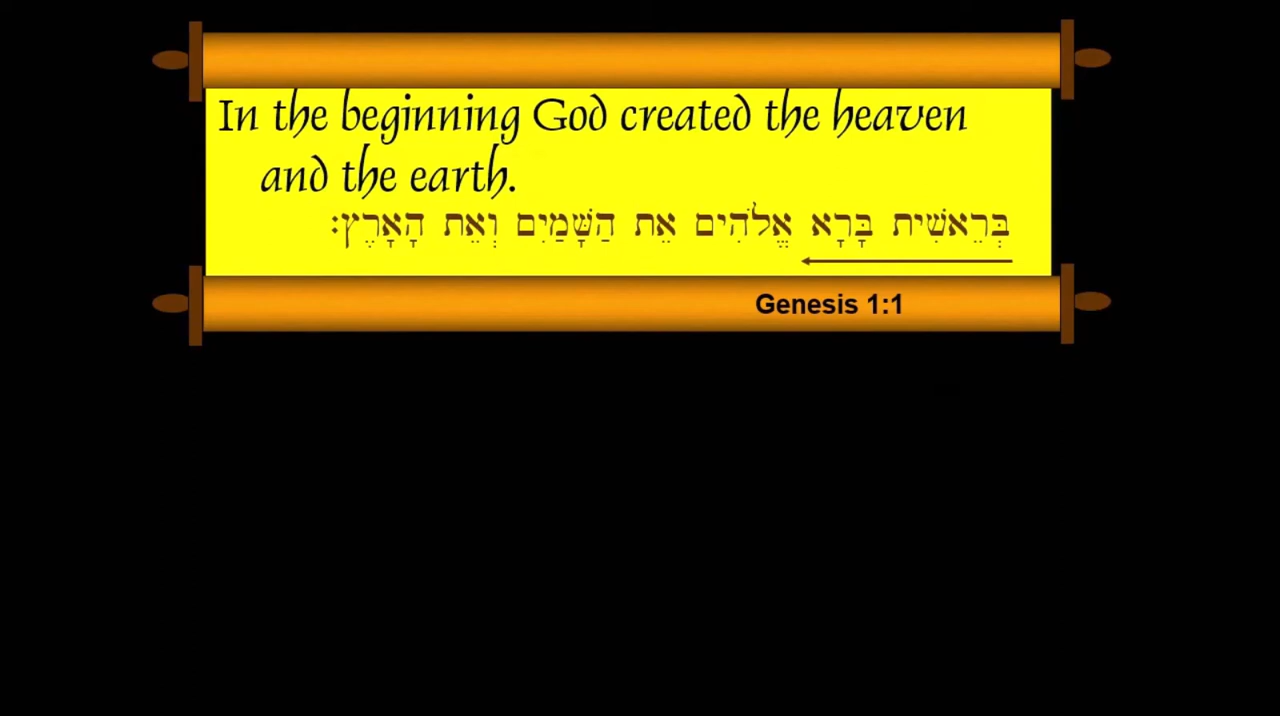 In the beginning God created the heaven
and the earth.
בְּרֵאשִׁית בָּרָא אֱלֹהִים אֵת הַשָּׁמַיִם וְאֵת הָאָרֶץ׃
Genesis 1:1